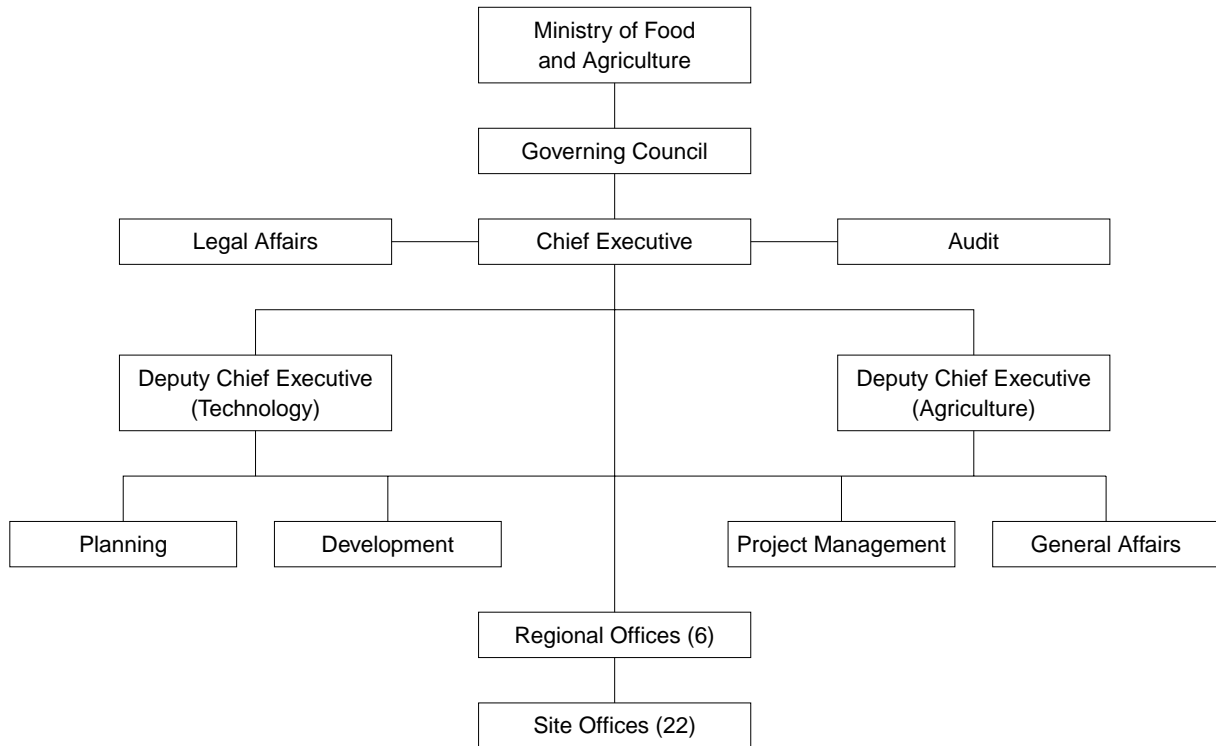 Ministry of Food
and Agriculture
Governing Council
Legal Affairs
Chief Executive
Audit
Deputy Chief Executive
(Technology)
Deputy Chief Executive
(Agriculture)
Planning
Development
Project Management
General Affairs
Regional Offices (6)
Site Offices (22)